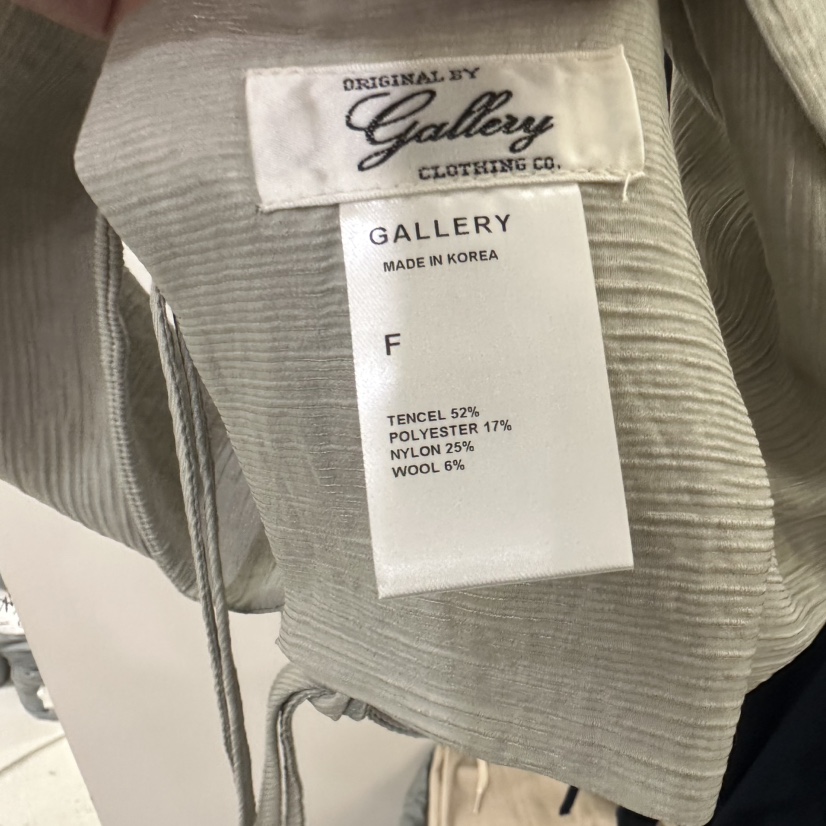 ORIGINAL BY
Gallery
CLOTHING CO.
GALLERY
MADE IN KOREA
F
TENCEL 52%
POLYESTER 17%
NYLON 25%
WOOL 6%